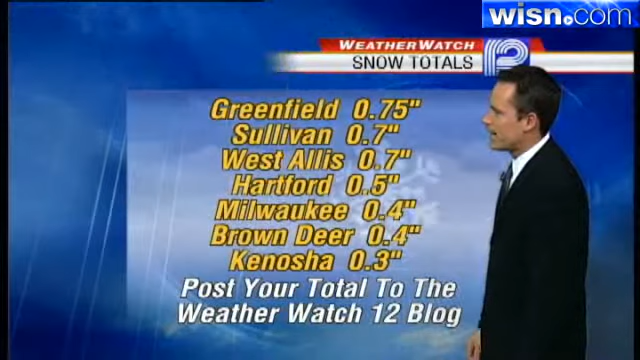 wisn.com
WEATHERWATCH 12
SNOW TOTALS
Greenfield 0.75"
Sullivan 0.7"
West Allis 0.7"
Hartford 0.5"
Milwaukee 0.4"
Brown Deer 0.4"
Kenosha 0.3"
Post Your Total To The
Weather Watch 12 Blog